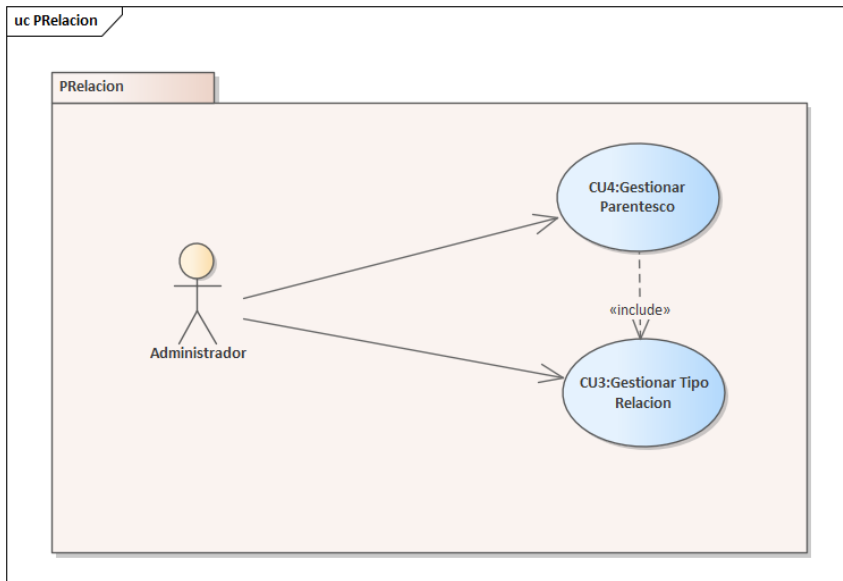 uc PRelacion
PRelacion
CU4:Gestionar
Parentesco
«include»
Administrador
CU3:Gestionar Tipo
Relacion